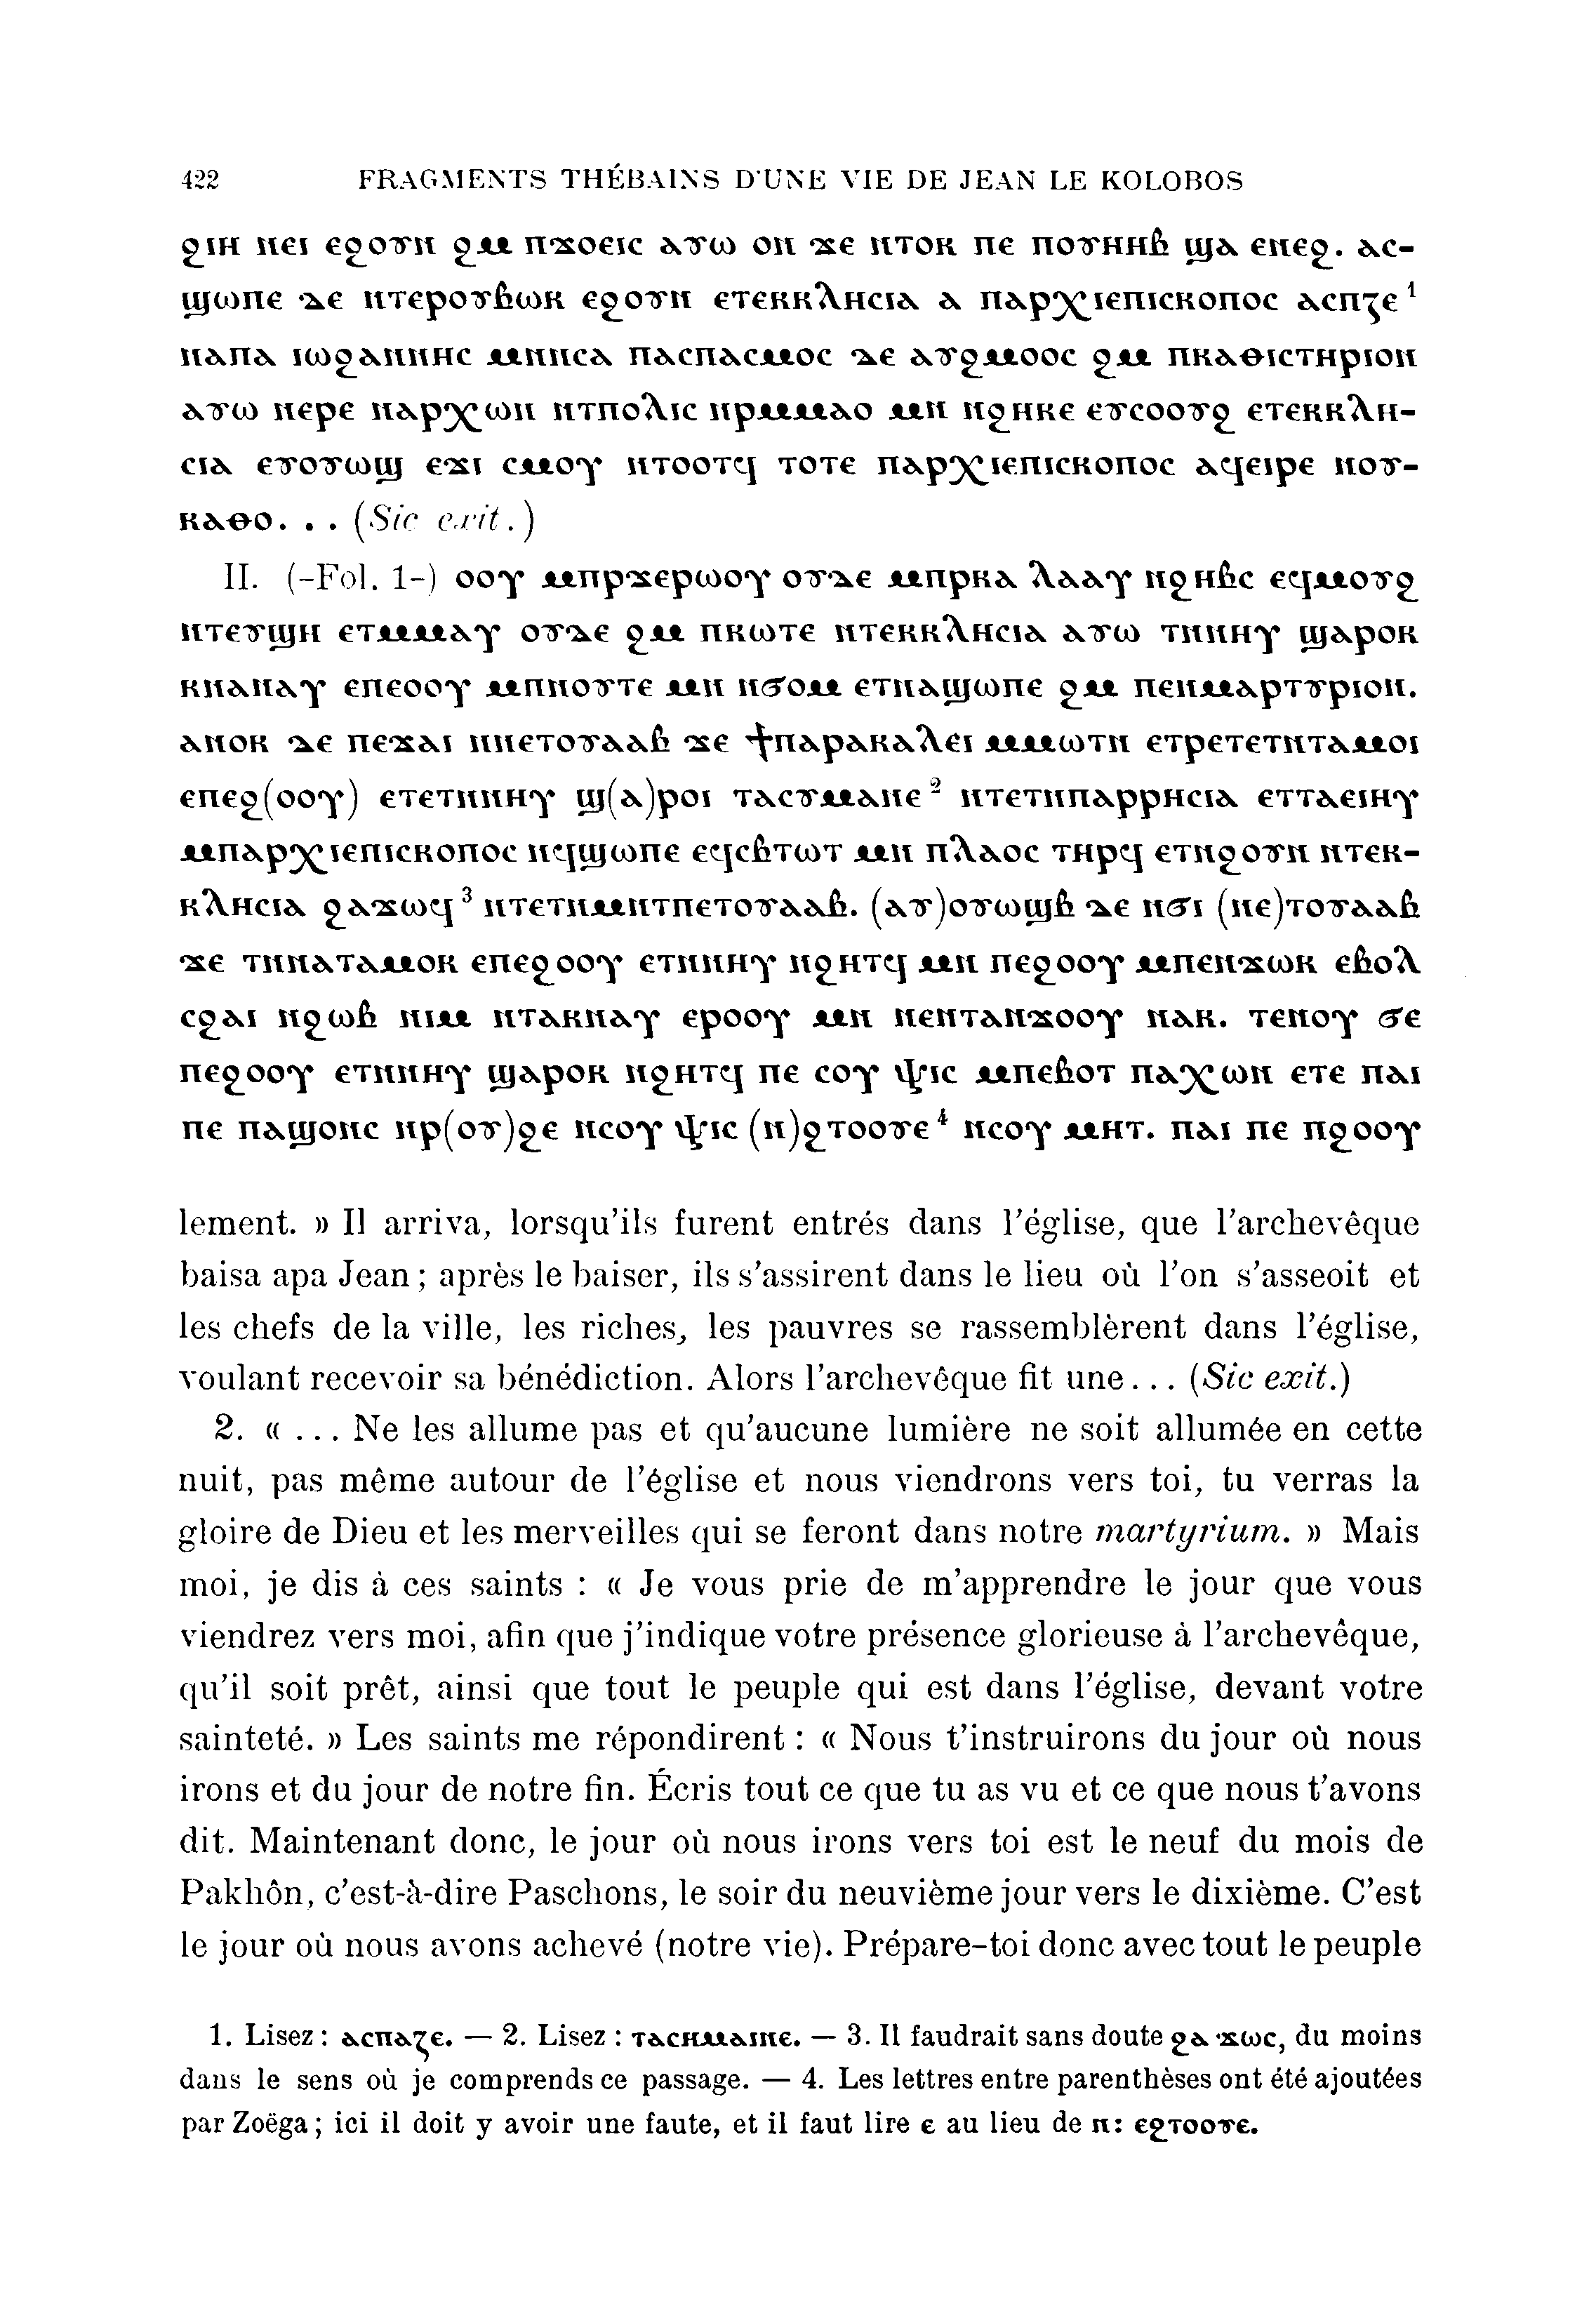 422 FRAGMENTS THÉBAINS D'UNE VIE DE JEAN LE KOLOBOS
ϩⲓⲏ ⲛⲉⲓ ⲉϩⲟⲩⲛ ϩⲙ ⲡϫⲟⲉⲓⲥ ⲁⲩⲱ ⲟⲛ ϫⲉ ⲛⲧⲟⲕ ⲡⲉ ⲡⲟⲩⲏⲏⲃ ϣⲁ ⲉⲛⲉϩ. ⲁⲥ-
ϣⲱⲡⲉ ⲇⲉ ⲛⲧⲉⲣⲟⲩⲃⲱⲕ ⲉϩⲟⲩⲛ ⲉⲧⲉⲕⲕⲗⲏⲥⲓⲁ ⲁ ⲡⲁⲣⲭⲓⲉⲡⲓⲥⲕⲟⲡⲟⲥ ⲁⲥⲡⲍⲉ ¹
ⲛⲁⲡⲁ ⲓⲱϩⲁⲛⲛⲏⲥ ⲙⲛⲛⲥⲁ ⲡⲁⲥⲡⲁⲥⲙⲟⲥ ⲇⲉ ⲁⲩϩⲙⲟⲟⲥ ϩⲙ ⲡⲕⲁⲑⲓⲥⲧⲏⲣⲓⲟⲛ
ⲁⲩⲱ ⲛⲉⲣⲉ ⲛⲁⲣⲭⲱⲛ ⲛⲧⲡⲟⲗⲓⲥ ⲛⲣⲙⲙⲁⲟ ⲙⲛ ⲛϩⲏⲕⲉ ⲉⲩⲥⲟⲟⲩϩ ⲉⲧⲉⲕⲕⲗⲏ-
ⲥⲓⲁ ⲉⲩⲟⲩⲱϣ ⲉϫⲓ ⲥⲙⲟⲩ ⲛⲧⲟⲟⲧϥ ⲧⲟⲧⲉ ⲡⲁⲣⲭⲓⲉⲡⲓⲥⲕⲟⲡⲟⲥ ⲁϥⲉⲓⲣⲉ ⲛⲟⲩ-
ⲕⲁⲑⲟ. . . (Sic exit.)
II. (-Fol. 1-) ⲟⲟⲩ ⲙⲡⲣϫⲉⲣⲱⲟⲩ ⲟⲩⲇⲉ ⲙⲡⲣⲕⲁ ⲗⲁⲁⲩ ⲛϩⲏⲃⲥ ⲉϥⲙⲟⲩϩ
ⲛⲧⲉⲩϣⲏ ⲉⲧⲙⲙⲁⲩ ⲟⲩⲇⲉ ϩⲙ ⲡⲕⲱⲧⲉ ⲛⲧⲉⲕⲕⲗⲏⲥⲓⲁ ⲁⲩⲱ ⲧⲛⲛⲏⲩ ϣⲁⲣⲟⲕ
ⲕⲛⲁⲛⲁⲩ ⲉⲡⲉⲟⲟⲩ ⲙⲡⲛⲟⲩⲧⲉ ⲙⲛ ⲛϭⲟⲙ ⲉⲧⲛⲁϣⲱⲡⲉ ϩⲙ ⲡⲉⲛⲙⲁⲣⲧⲩⲣⲓⲟⲛ.
ⲁⲛⲟⲕ ⲇⲉ ⲡⲉϫⲁⲓ ⲛⲛⲉⲧⲟⲩⲁⲁⲃ ϫⲉ ϯⲡⲁⲣⲁⲕⲁⲗⲉⲓ ⲙⲙⲱⲧⲛ ⲉⲧⲣⲉⲧⲉⲧⲛⲧⲁⲙⲟⲓ
ⲉⲡⲉϩ(ⲟⲟⲩ) ⲉⲧⲉⲧⲛⲛⲏⲩ ϣ(ⲁ)ⲣⲟⲓ ⲧⲁⲥⲩⲙⲁⲛⲉ ² ⲛⲧⲉⲧⲛⲡⲁⲣⲣⲏⲥⲓⲁ ⲉⲧⲧⲁⲉⲓⲏⲩ
ⲙⲡⲁⲣⲭⲓⲉⲡⲓⲥⲕⲟⲡⲟⲥ ⲛϥϣⲱⲡⲉ ⲉϥⲥⲃⲧⲱⲧ ⲙⲛ ⲡⲗⲁⲟⲥ ⲧⲏⲣϥ ⲉⲧⲛϩⲟⲩⲛ ⲛⲧⲉⲕ-
ⲕⲗⲏⲥⲓⲁ ϩⲁϫⲱϥ ³ ⲛⲧⲉⲧⲛⲙⲛⲧⲡⲉⲧⲟⲩⲁⲁⲃ. (ⲁⲩ)ⲟⲩⲱϣⲃ ⲇⲉ ⲛϭⲓ (ⲛⲉ)ⲧⲟⲩⲁⲁⲃ
ϫⲉ ⲧⲛⲛⲁⲧⲁⲙⲟⲕ ⲉⲡⲉϩⲟⲟⲩ ⲉⲧⲛⲛⲏⲩ ⲛϩⲏⲧϥ ⲙⲛ ⲡⲉϩⲟⲟⲩ ⲙⲡⲉⲛϫⲱⲕ ⲉⲃⲟⲗ
ⲥϩⲁⲓ ⲛϩⲱⲃ ⲛⲓⲙ ⲛⲧⲁⲕⲛⲁⲩ ⲉⲣⲟⲟⲩ ⲙⲛ ⲛⲉⲛⲧⲁⲛϫⲟⲟⲩ ⲛⲁⲕ. ⲧⲉⲛⲟⲩ ϭⲉ
ⲡⲉϩⲟⲟⲩ ⲉⲧⲛⲛⲏⲩ ϣⲁⲣⲟⲕ ⲛϩⲏⲧϥ ⲡⲉ ⲥⲟⲩ ⲯⲓⲥ ⲙⲡⲉⲃⲟⲧ ⲡⲁⲭⲱⲛ ⲉⲧⲉ ⲡⲁⲓ
ⲡⲉ ⲡⲁϣⲟⲛⲥ ⲛⲣ(ⲟⲩ)ϩⲉ ⲛⲥⲟⲩ ⲯⲓⲥ (ⲛ)ϩⲧⲟⲟⲩⲉ ⁴ ⲛⲥⲟⲩ ⲙⲏⲧ. ⲡⲁⲓ ⲡⲉ ⲡϩⲟⲟⲩ
lement. » Il arriva, lorsqu'ils furent entrés dans l'église, que l'archevêque
baisa apa Jean ; après le baiser, ils s'assirent dans le lieu où l'on s'asseoit et
les chefs de la ville, les riches, les pauvres se rassemblèrent dans l'église,
voulant recevoir sa bénédiction. Alors l'archevêque fit une... (Sic exit.)
2. « ... Ne les allume pas et qu'aucune lumière ne soit allumée en cette
nuit, pas même autour de l'église et nous viendrons vers toi, tu verras la
gloire de Dieu et les merveilles qui se feront dans notre martyrium. » Mais
moi, je dis à ces saints : « Je vous prie de m'apprendre le jour que vous
viendrez vers moi, afin que j'indique votre présence glorieuse à l'archevêque,
qu'il soit prêt, ainsi que tout le peuple qui est dans l'église, devant votre
sainteté. » Les saints me répondirent : « Nous t'instruirons du jour où nous
irons et du jour de notre fin. Écris tout ce que tu as vu et ce que nous t'avons
dit. Maintenant donc, le jour où nous irons vers toi est le neuf du mois de
Pakhôn, c'est-à-dire Paschons, le soir du neuvième jour vers le dixième. C'est
le jour où nous avons achevé (notre vie). Prépare-toi donc avec tout le peuple
1. Lisez : ⲁⲥⲡⲁⲍⲉ. — 2. Lisez : ⲧⲁⲥⲏⲙⲁⲓⲛⲉ. — 3. Il faudrait sans doute ϩⲁ ϫⲱⲥ, du moins
dans le sens où je comprends ce passage. — 4. Les lettres entre parenthèses ont été ajoutées
par Zoëga ; ici il doit y avoir une faute, et il faut lire ⲉ au lieu de ⲛ : ⲉϩⲧⲟⲟⲩⲉ.